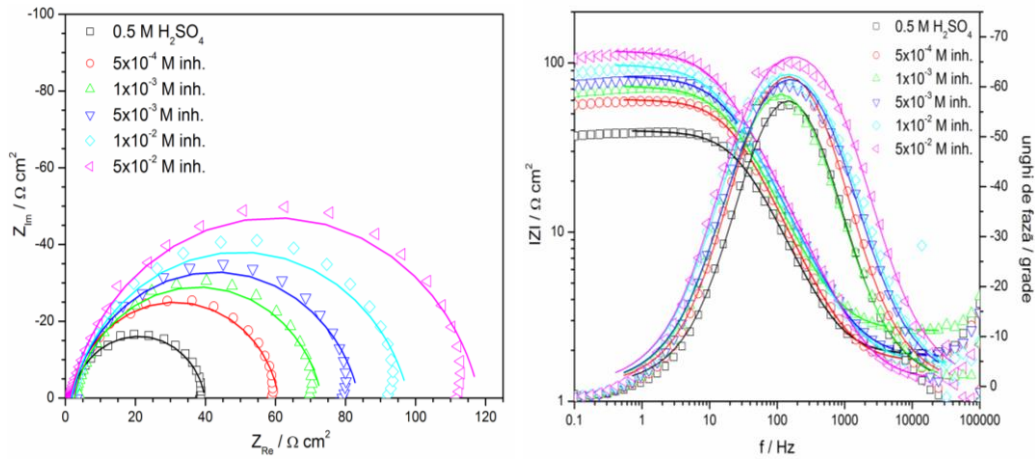 -100
-80
-60
-40
-20
0
0 20 40 60 80 100 120
Z_Im / Ω cm²
Z_Re / Ω cm²
0.5 M H₂SO₄
5x10⁻⁴ M inh.
1x10⁻³ M inh.
5x10⁻³ M inh.
1x10⁻² M inh.
5x10⁻² M inh.
100
10
1
0.1 1 10 100 1000 10000 100000
IZI / Ω cm²
f / Hz
0.5 M H₂SO₄
5x10⁻⁴ M inh.
1x10⁻³ M inh.
5x10⁻³ M inh.
1x10⁻² M inh.
5x10⁻² M inh.
-70
-60
-50
-40
-30
-20
-10
0
unghi de fază / grade